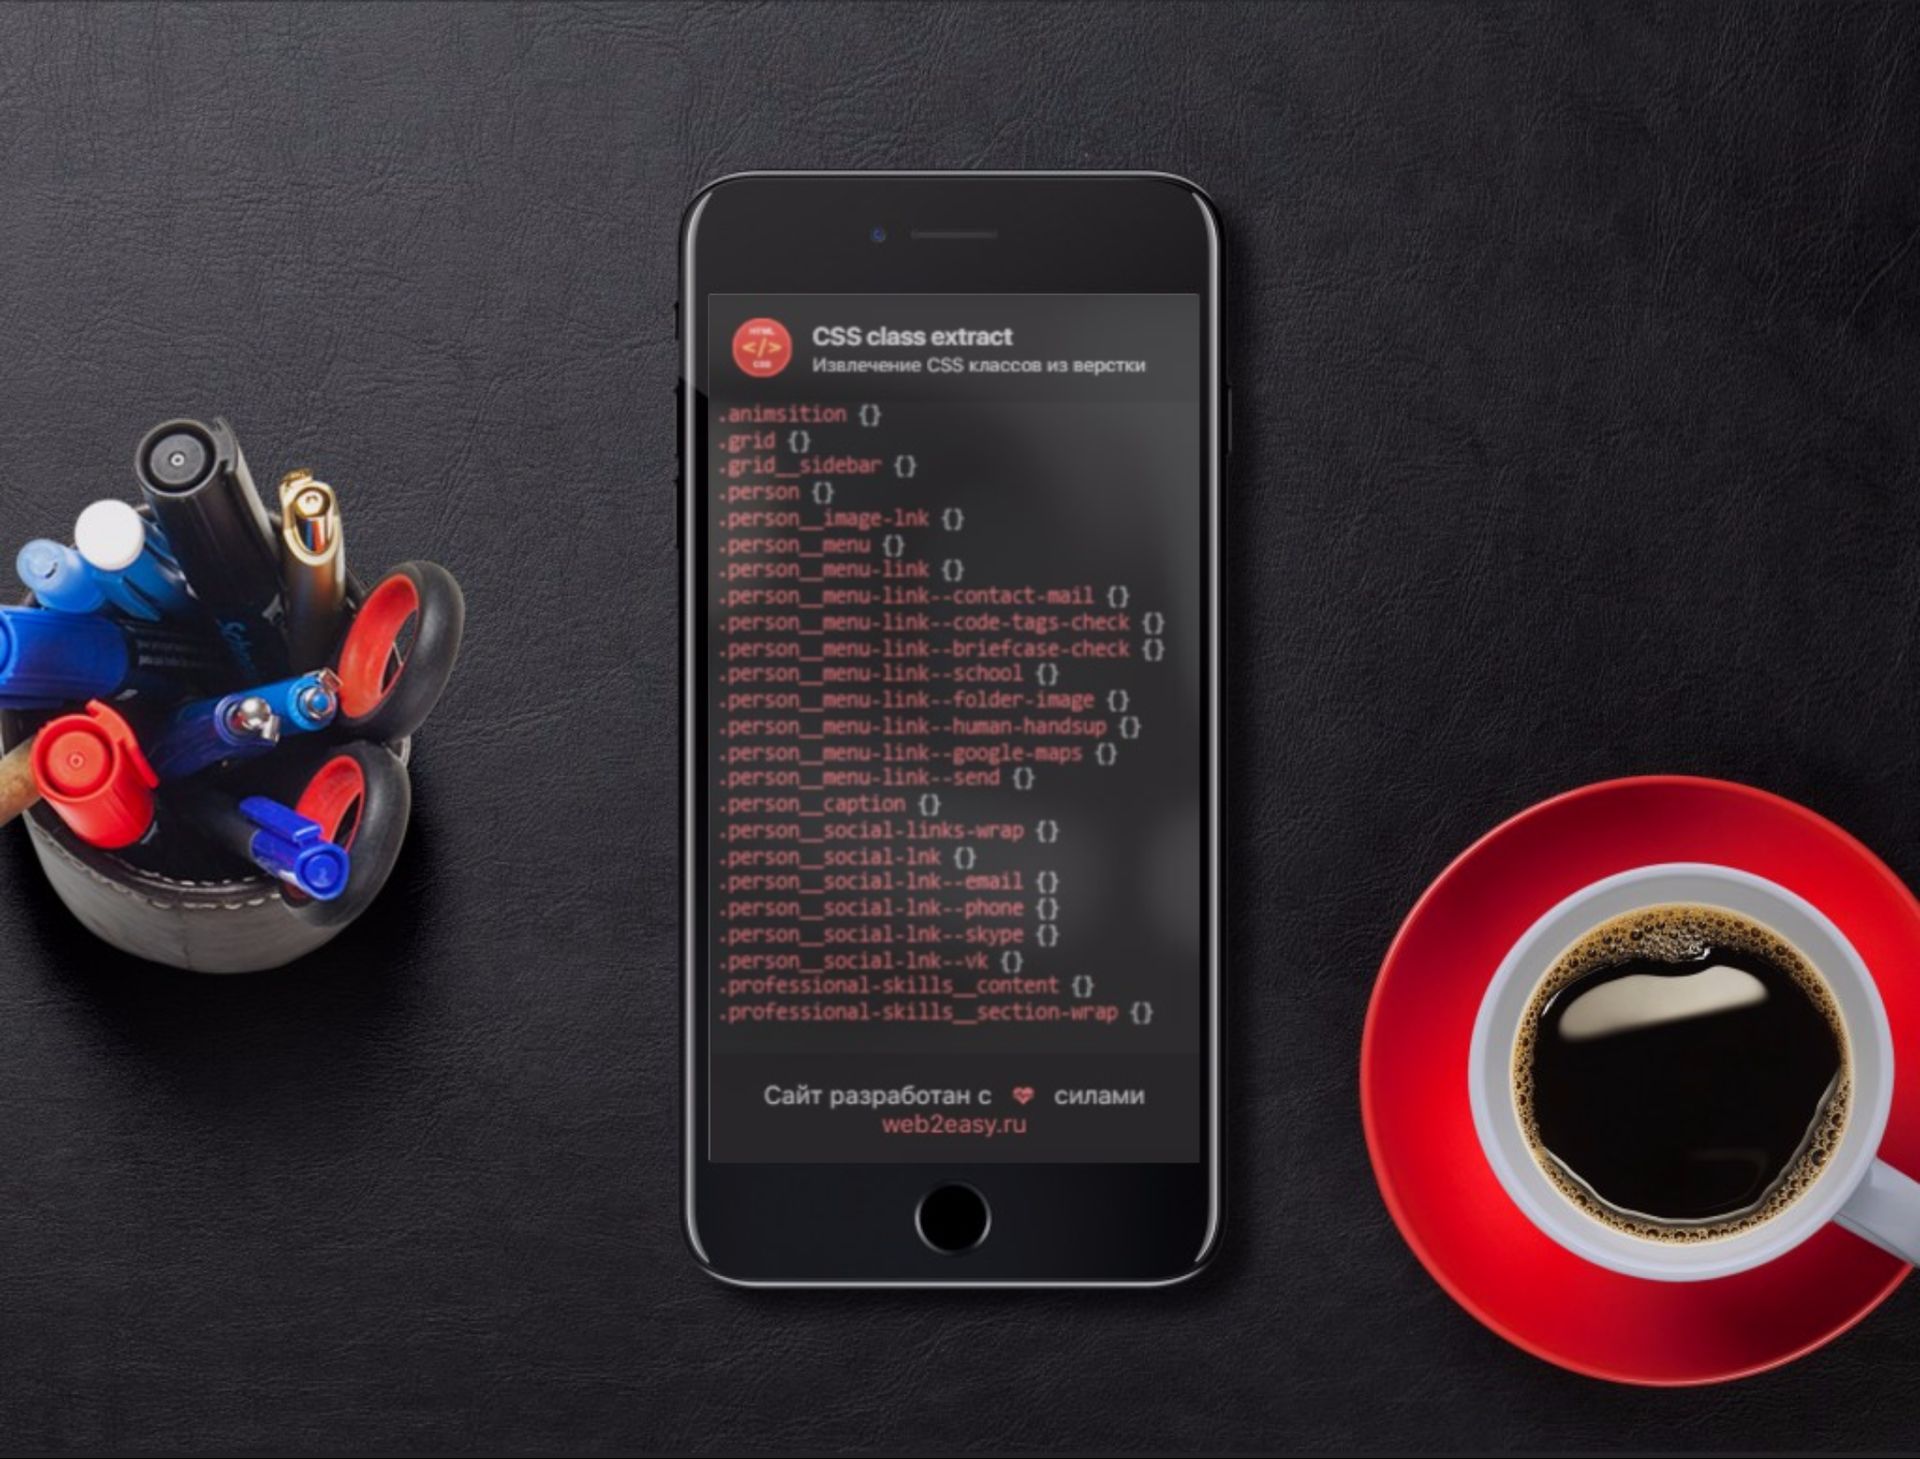 HTML
</>
CSS
CSS class extract
Извлечение CSS классов из верстки
.animsition {}
.grid {}
.grid__sidebar {}
.person {}
.person__image-lnk {}
.person__menu {}
.person__menu-link {}
.person__menu-link--contact-mail {}
.person__menu-link--code-tags-check {}
.person__menu-link--briefcase-check {}
.person__menu-link--school {}
.person__menu-link--folder-image {}
.person__menu-link--human-handsup {}
.person__menu-link--google-maps {}
.person__menu-link--send {}
.person__caption {}
.person__social-links-wrap {}
.person__social-lnk {}
.person__social-lnk--email {}
.person__social-lnk--phone {}
.person__social-lnk--skype {}
.person__social-lnk--vk {}
.professional-skills__content {}
.professional-skills__section-wrap {}
Сайт разработан с ❤ силами
web2easy.ru